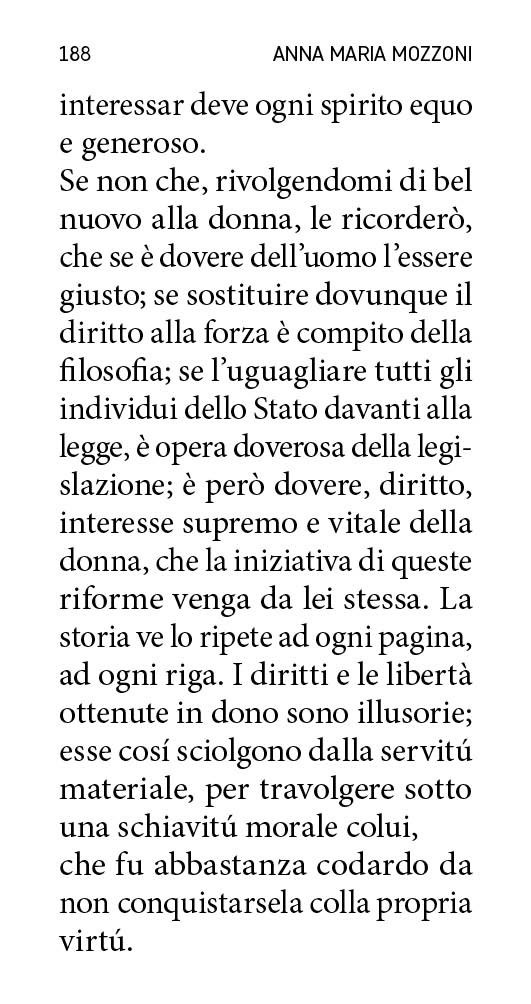 188 ANNA MARIA MOZZONI
interessar deve ogni spirito equo
e generoso.
Se non che, rivolgendomi di bel
nuovo alla donna, le ricorderò,
che se è dovere dell’uomo l’essere
giusto; se sostituire dovunque il
diritto alla forza è compito della
filosofia; se l’uguagliare tutti gli
individui dello Stato davanti alla
legge, è opera doverosa della legi-
slazione; è però dovere, diritto,
interesse supremo e vitale della
donna, che la iniziativa di queste
riforme venga da lei stessa. La
storia ve lo ripete ad ogni pagina,
ad ogni riga. I diritti e le libertà
ottenute in dono sono illusorie;
esse cosí sciolgono dalla servitú
materiale, per travolgere sotto
una schiavitú morale colui,
che fu abbastanza codardo da
non conquistarsela colla propria
virtú.